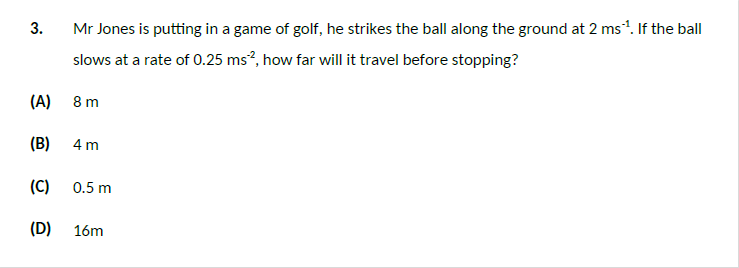 3. Mr Jones is putting in a game of golf, he strikes the ball along the ground at 2 ms⁻¹. If the ball
slows at a rate of 0.25 ms⁻², how far will it travel before stopping?
(A) 8 m
(B) 4 m
(C) 0.5 m
(D) 16m